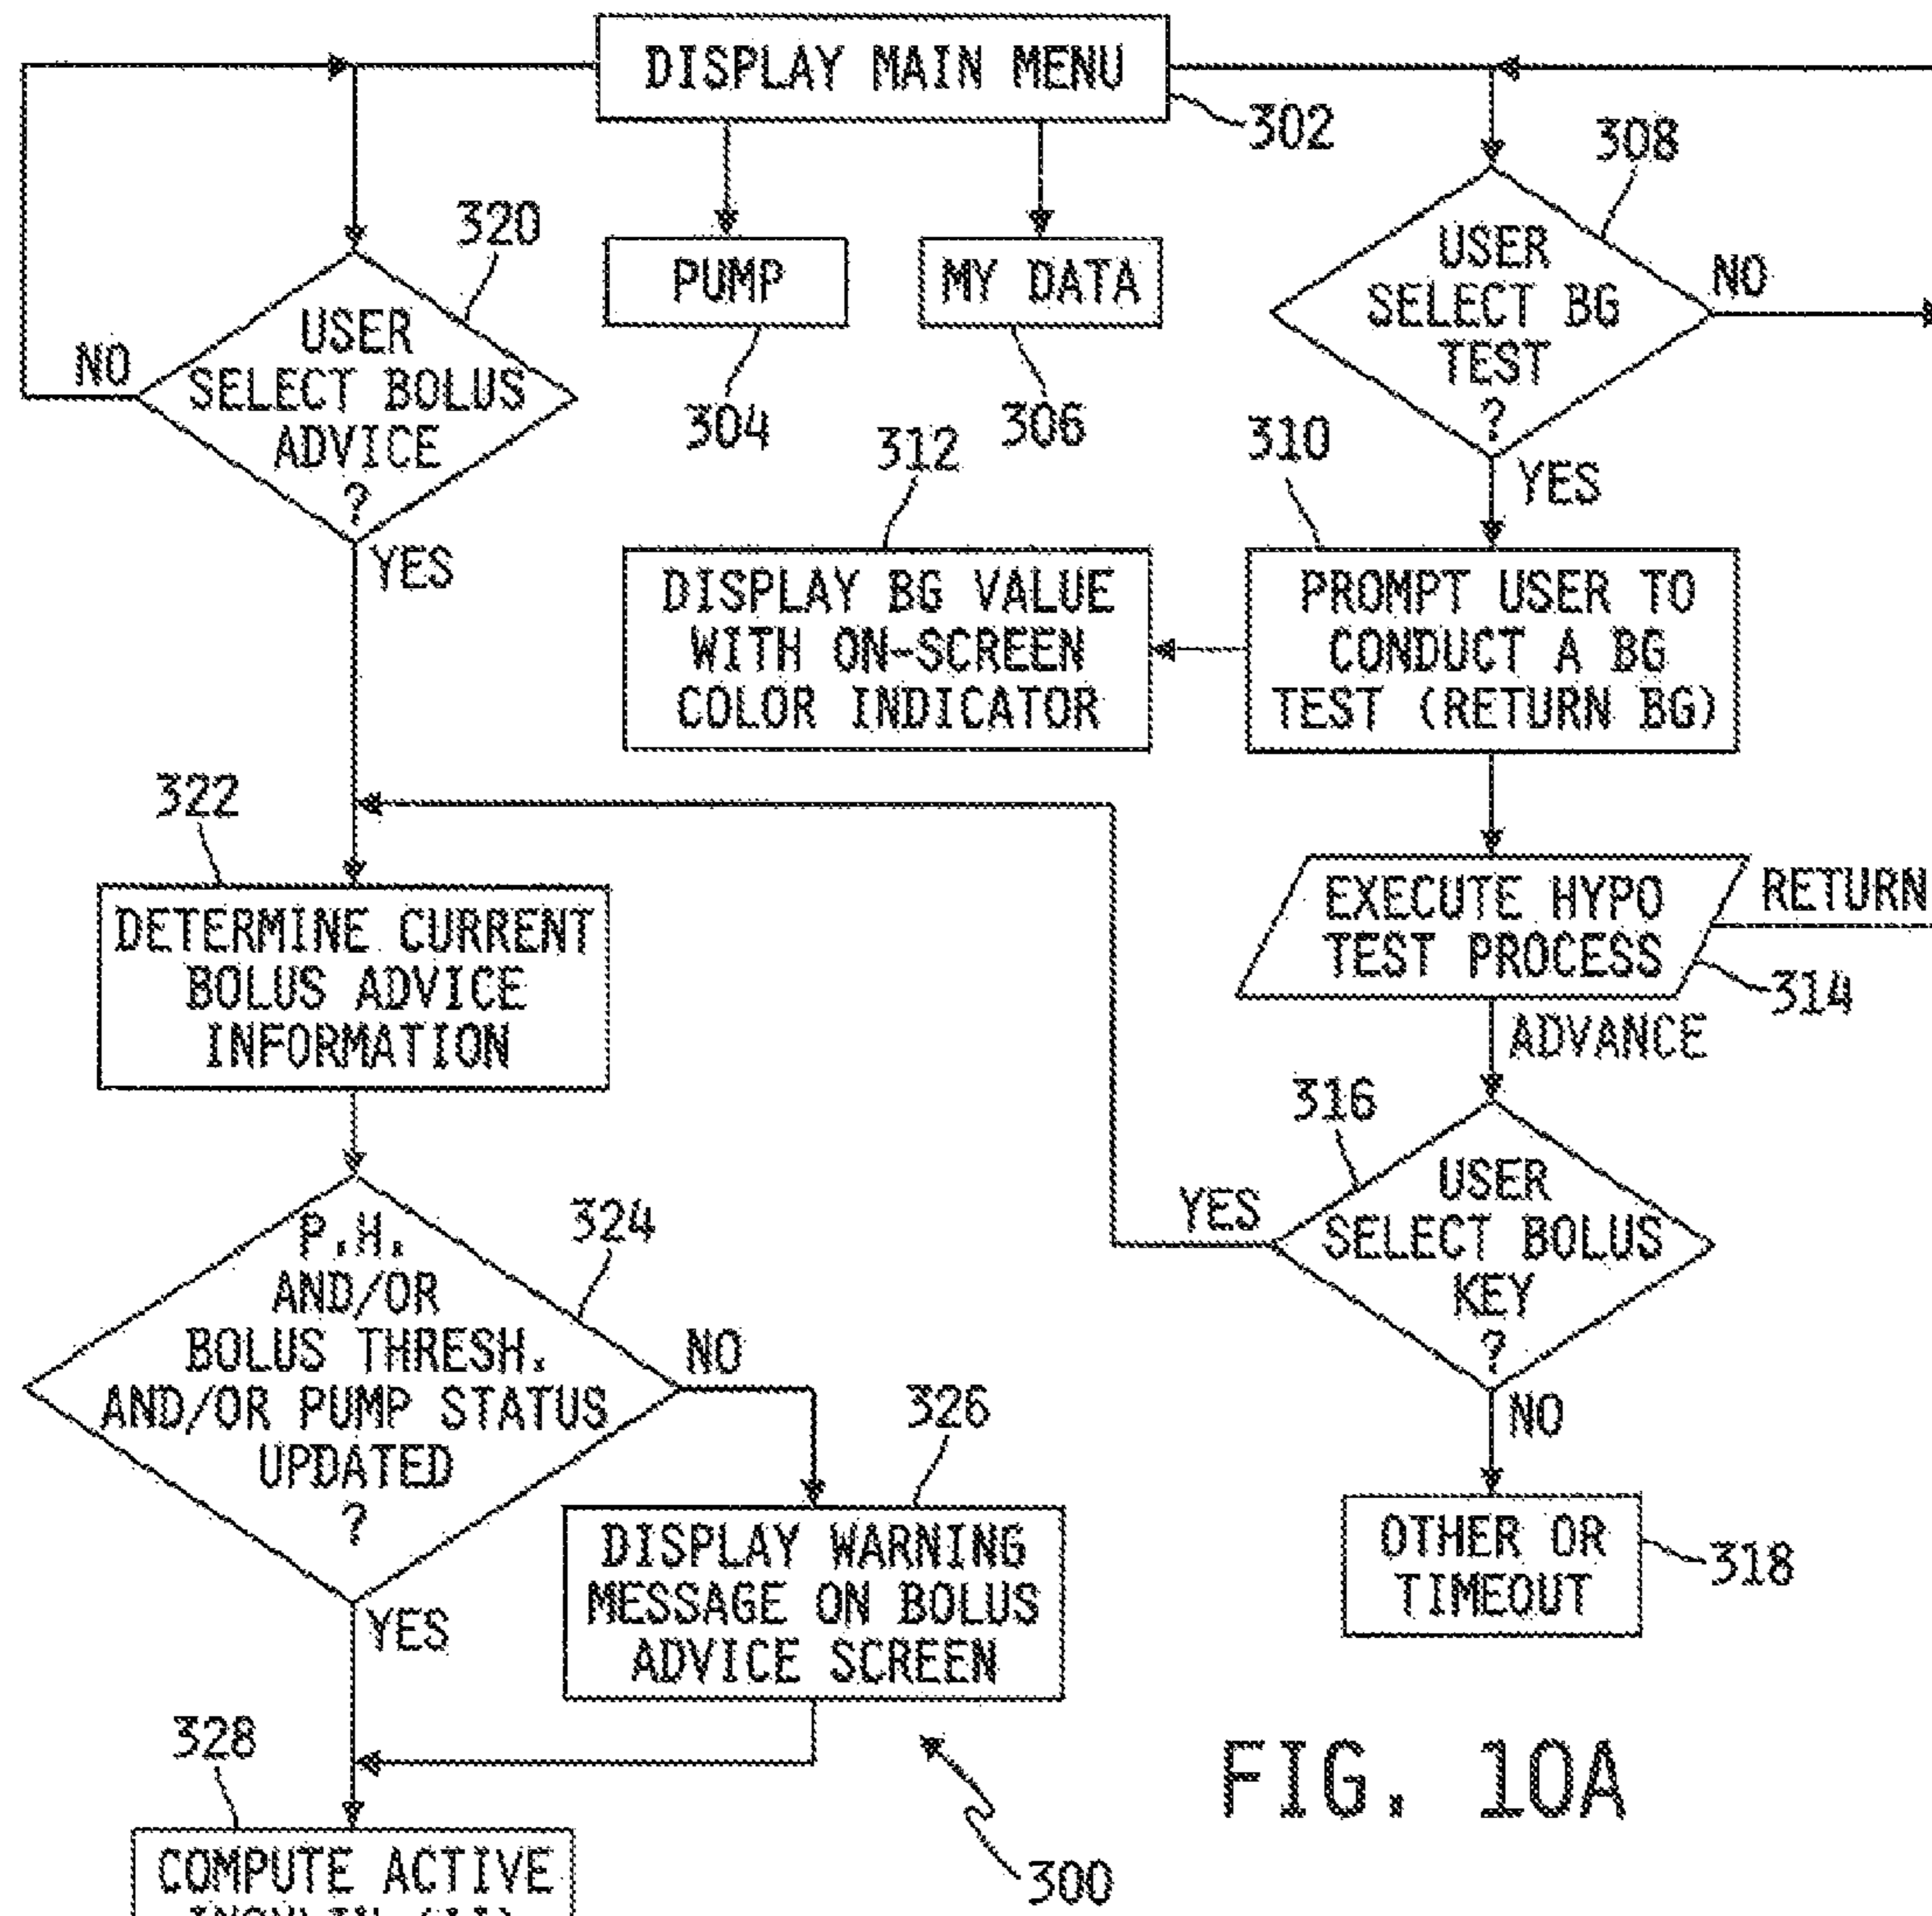 DISPLAY MAIN MENU
302
308
320
PUMP
MY DATA
USER
SELECT BG
TEST
?
NO
USER
SELECT BOLUS
ADVICE
?
NO
304
306
312
310
YES
YES
DISPLAY BG VALUE
WITH ON-SCREEN
COLOR INDICATOR
PROMPT USER TO
CONDUCT A BG
TEST (RETURN BG)
322
EXECUTE HYPO
TEST PROCESS
RETURN
314
DETERMINE CURRENT
BOLUS ADVICE
INFORMATION
ADVANCE
316
USER
SELECT BOLUS
KEY
?
YES
NO
324
P.H.
AND/OR
BOLUS THRESH.
AND/OR PUMP STATUS
UPDATED
?
NO
326
YES
DISPLAY WARNING
MESSAGE ON BOLUS
ADVICE SCREEN
OTHER OR
TIMEOUT
318
328
COMPUTE ACTIVE
300
FIG. 10A